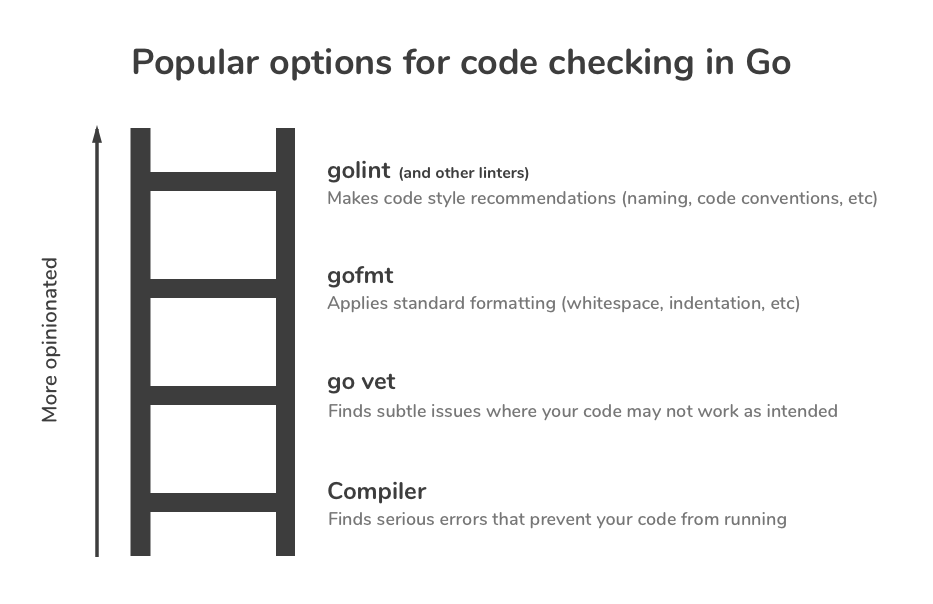 Popular options for code checking in Go
More opinionated
golint (and other linters)
Makes code style recommendations (naming, code conventions, etc)
gofmt
Applies standard formatting (whitespace, indentation, etc)
go vet
Finds subtle issues where your code may not work as intended
Compiler
Finds serious errors that prevent your code from running